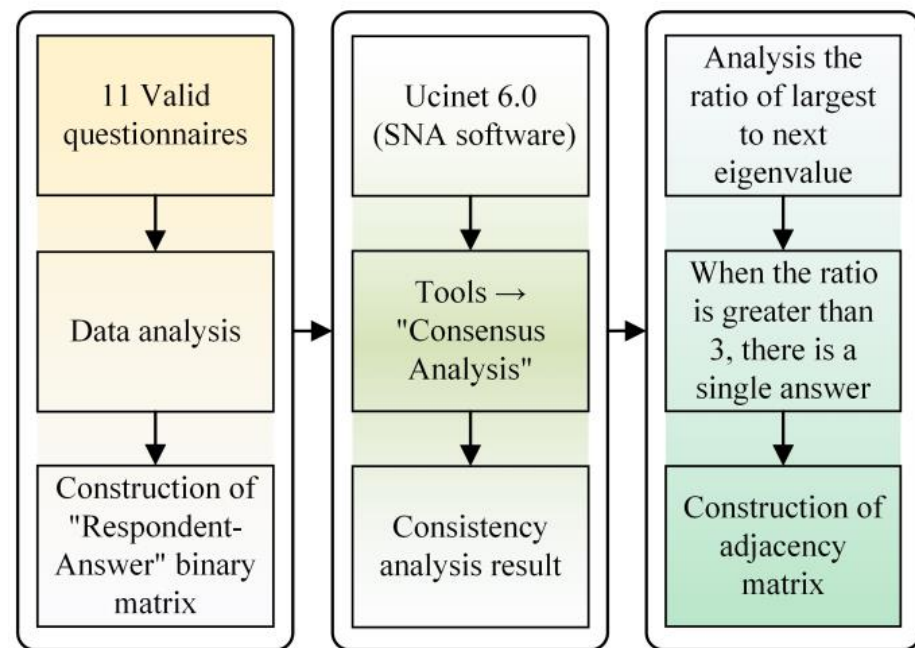 11 Valid
questionnaires
Data analysis
Construction of
"Respondent-
Answer" binary
matrix
Ucinet 6.0
(SNA software)
Tools →
"Consensus
Analysis"
Consistency
analysis result
Analysis the
ratio of largest
to next
eigenvalue
When the ratio
is greater than
3, there is a
single answer
Construction of
adjacency
matrix